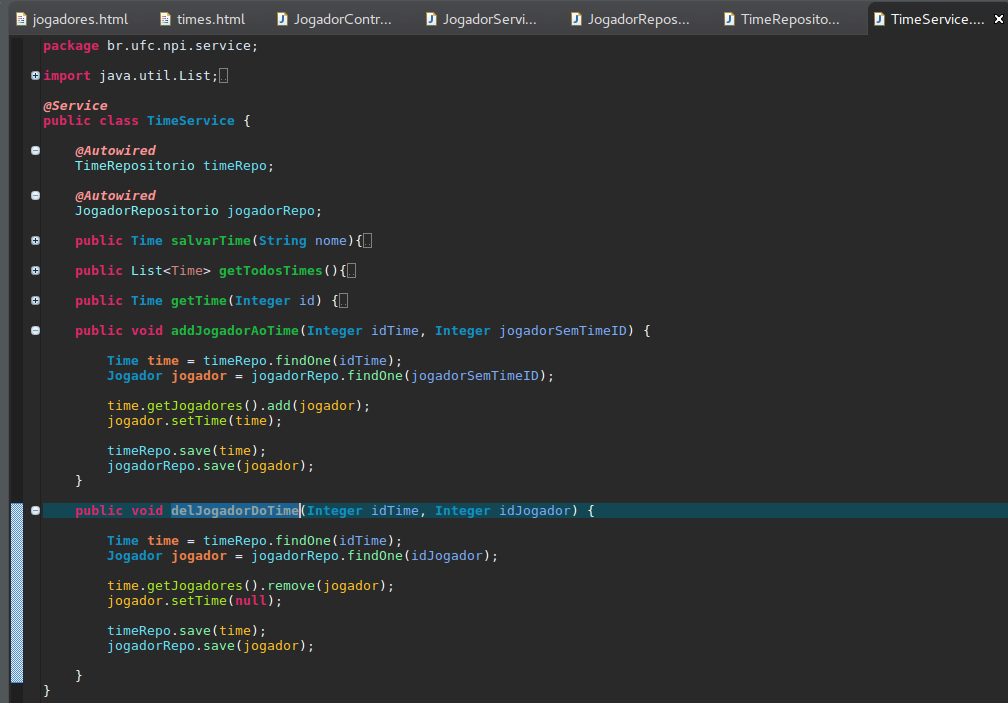 jogadores.html times.html JogadorContr... JogadorServi... JogadorRepos... TimeReposito... TimeService....
package br.ufc.npi.service;
import java.util.List;
@Service
public class TimeService {
@Autowired
TimeRepositorio timeRepo;
@Autowired
JogadorRepositorio jogadorRepo;
public Time salvarTime(String nome){
public List<Time> getTodosTimes(){
public Time getTime(Integer id) {
public void addJogadorAoTime(Integer idTime, Integer jogadorSemTimeID) {
Time time = timeRepo.findOne(idTime);
Jogador jogador = jogadorRepo.findOne(jogadorSemTimeID);
time.getJogadores().add(jogador);
jogador.setTime(time);
timeRepo.save(time);
jogadorRepo.save(jogador);
}
public void delJogadorDoTime(Integer idTime, Integer idJogador) {
Time time = timeRepo.findOne(idTime);
Jogador jogador = jogadorRepo.findOne(idJogador);
time.getJogadores().remove(jogador);
jogador.setTime(null);
timeRepo.save(time);
jogadorRepo.save(jogador);
}
}